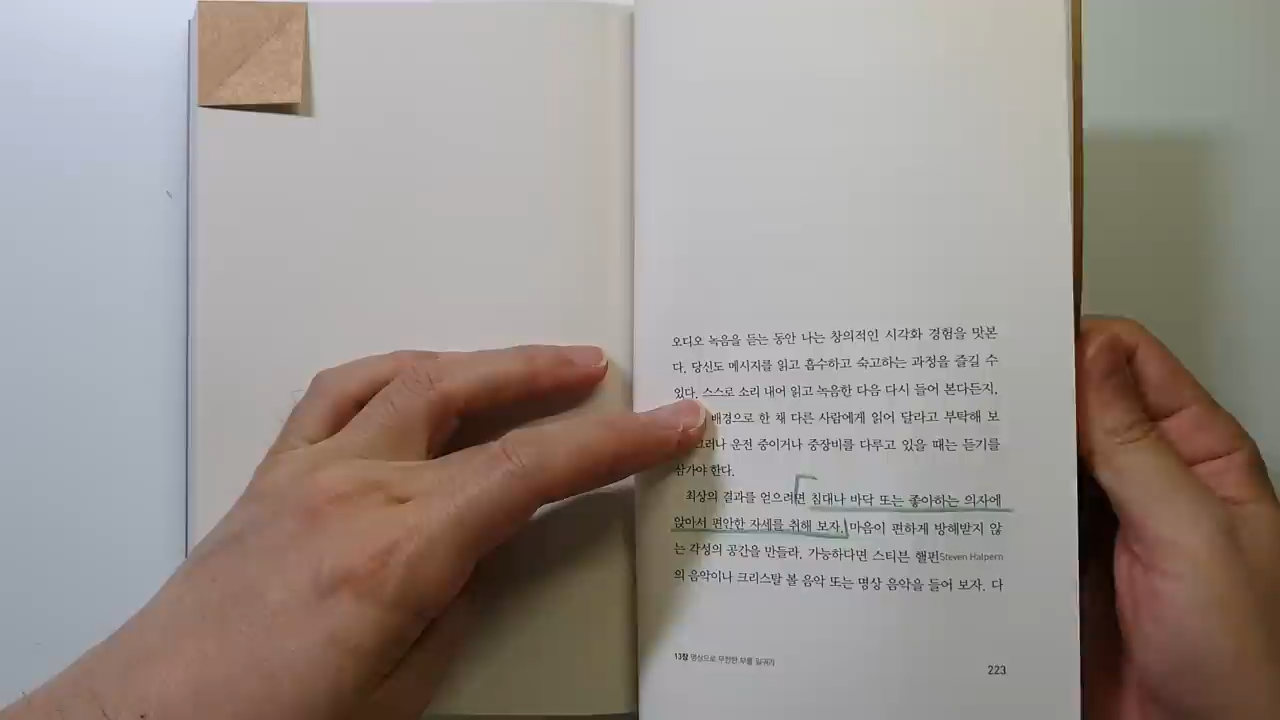 오디오 녹음을 듣는 동안 나는 창의적인 시각화 경험을 맛본
다. 당신도 메시지를 읽고 흡수하고 숙고하는 과정을 즐길 수
있다. 스스로 소리 내어 읽고 녹음한 다음 다시 들어 본다든지,
배경으로 한 채 다른 사람에게 읽어 달라고 부탁해 보
운전 중이거나 중장비를 다루고 있을 때는 듣기를
삼가야 한다.
최상의 결과를 얻으려면 침대나 바닥 또는 좋아하는 의자에
앉아서 편안한 자세를 취해 보자. 마음이 편하게 방해받지 않
는 각성의 공간을 만들라. 가능하다면 스티븐 핼펀Steven Halpern
의 음악이나 크리스탈 볼 음악 또는 명상 음악을 들어 보자. 다
13장 명상으로 무한한 부를 일궈라
223